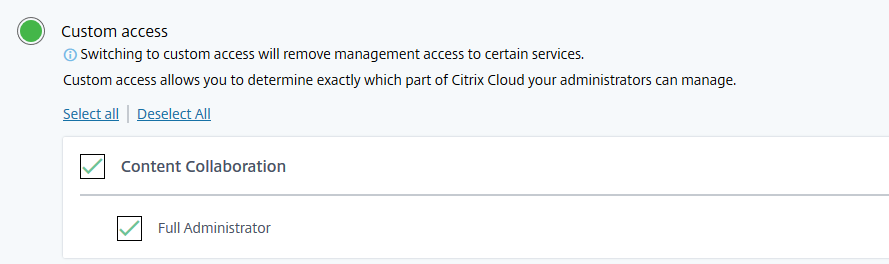 Custom access
Switching to custom access will remove management access to certain services.
Custom access allows you to determine exactly which part of Citrix Cloud your administrators can manage.
Select all | Deselect All
Content Collaboration
Full Administrator